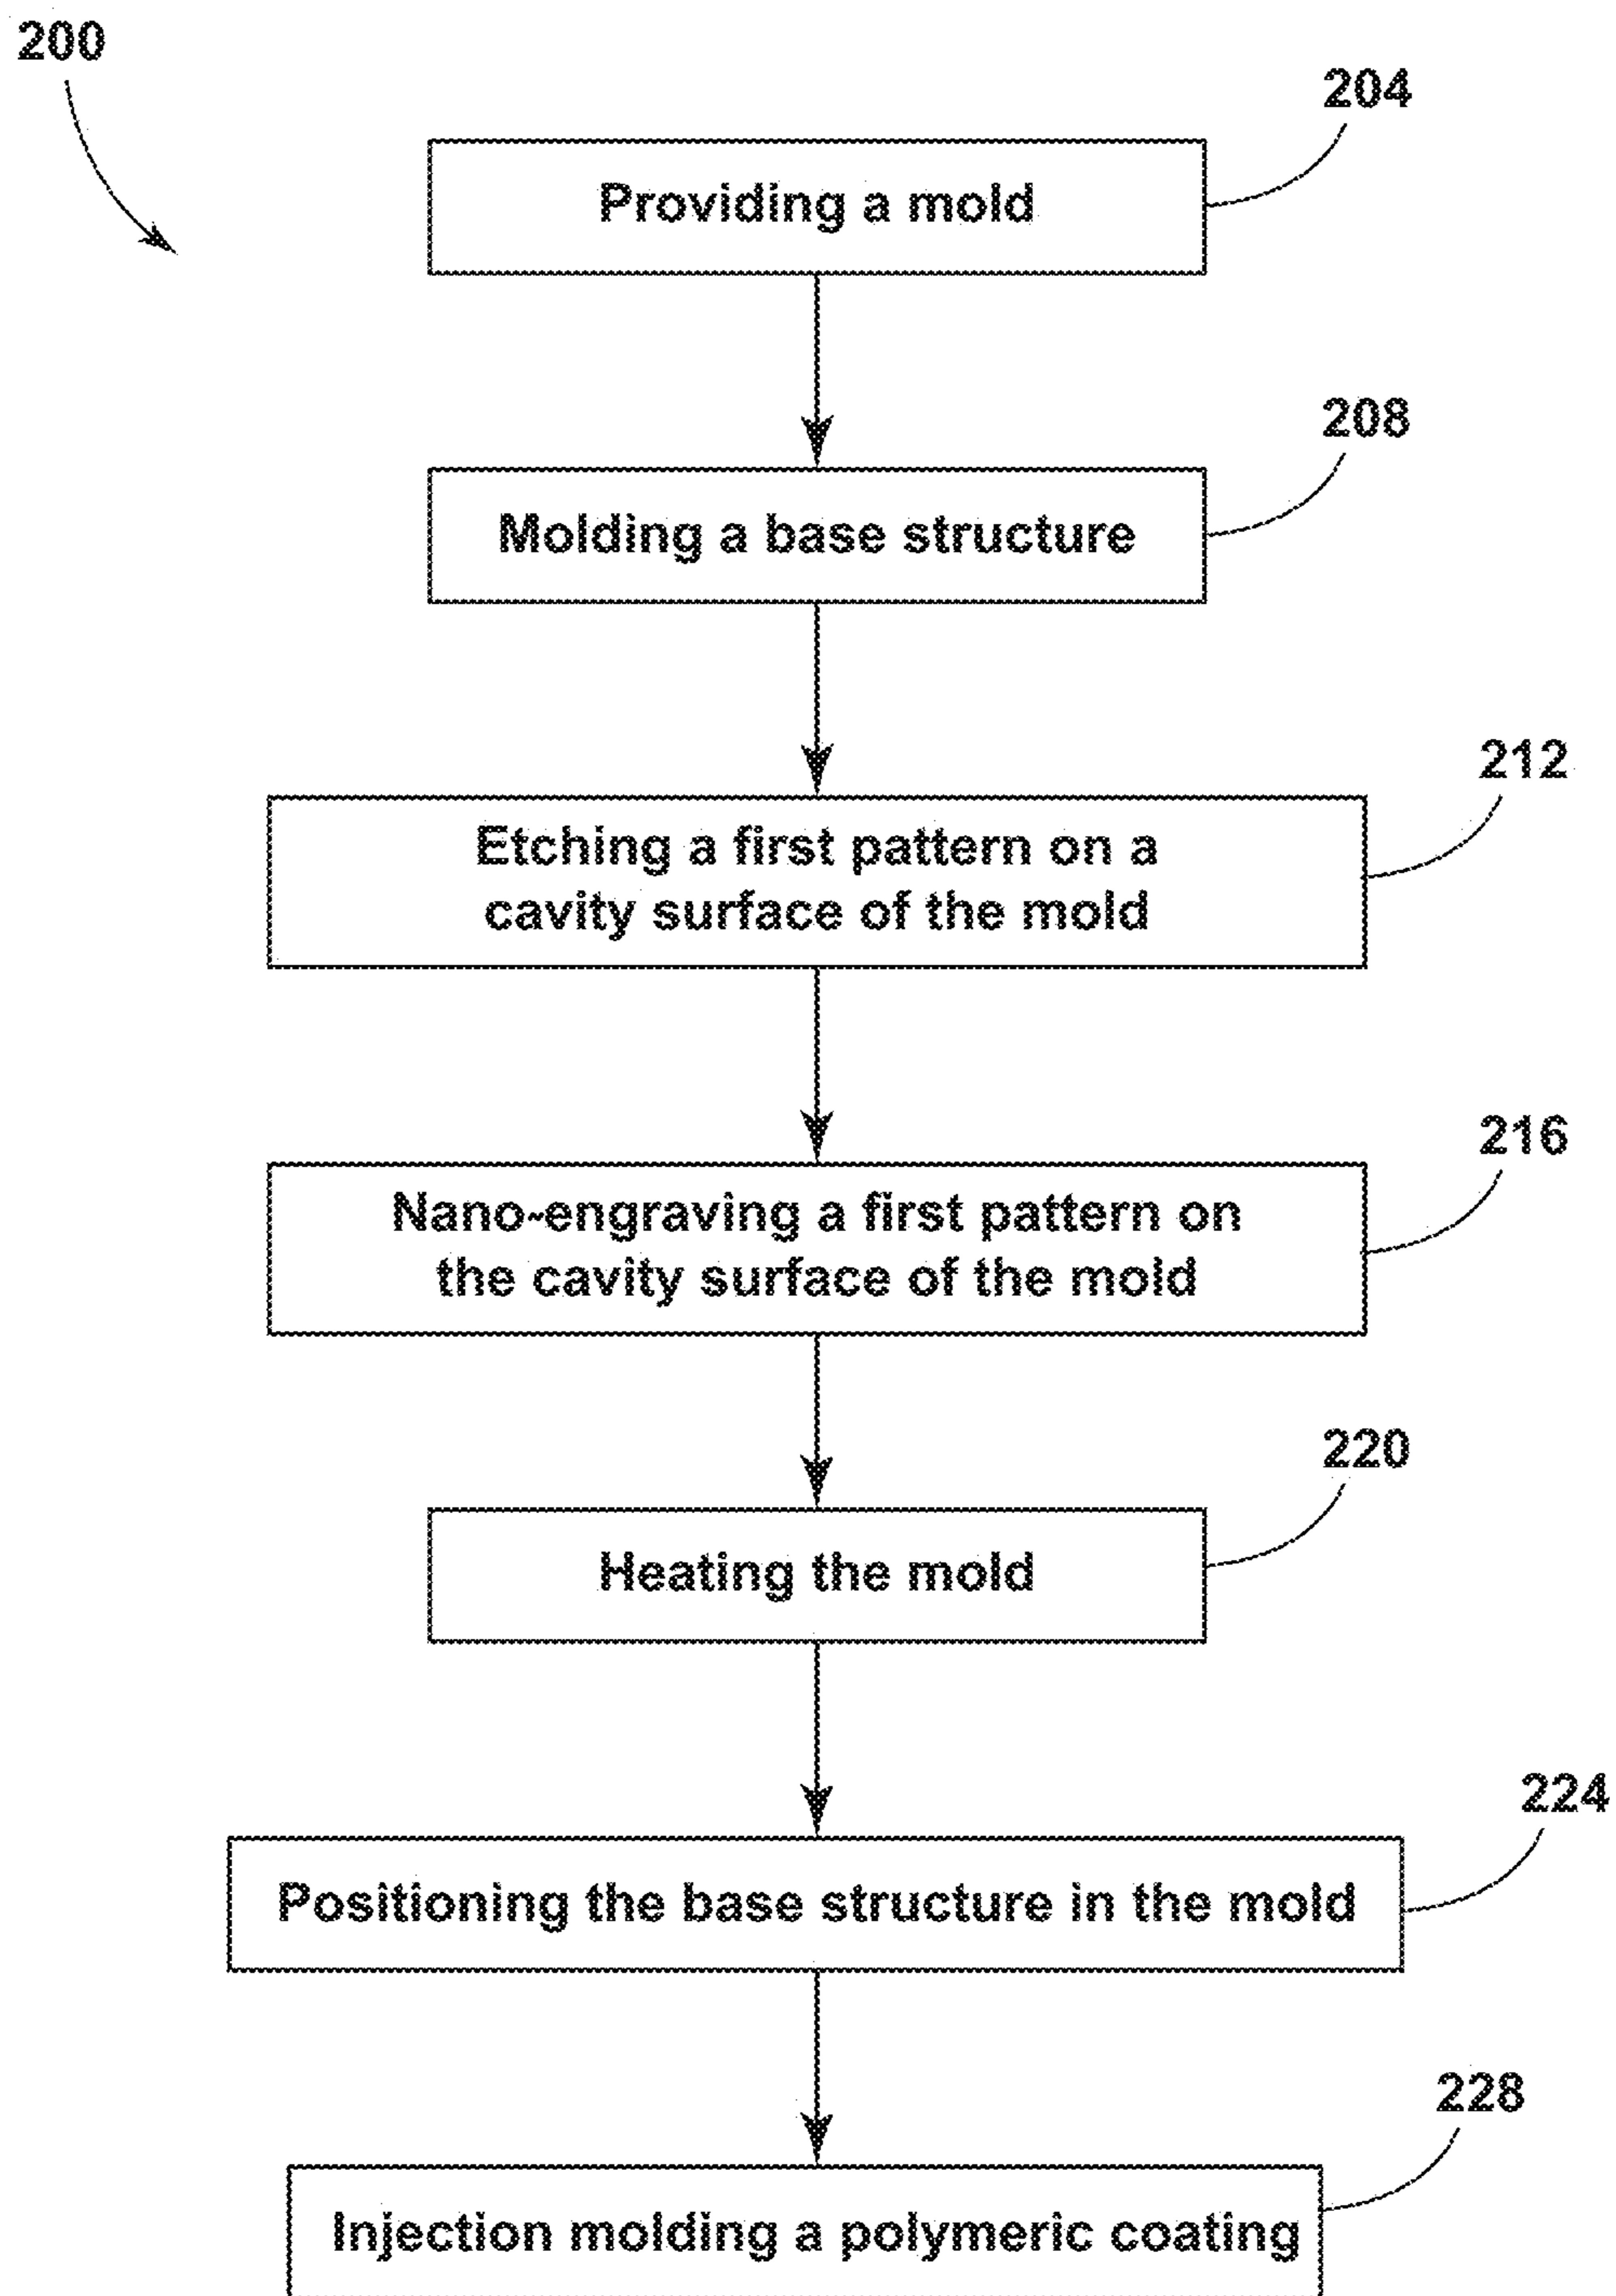 200
204
Providing a mold
208
Molding a base structure
212
Etching a first pattern on a
cavity surface of the mold
216
Nano-engraving a first pattern on
the cavity surface of the mold
220
Heating the mold
224
Positioning the base structure in the mold
228
Injection molding a polymeric coating